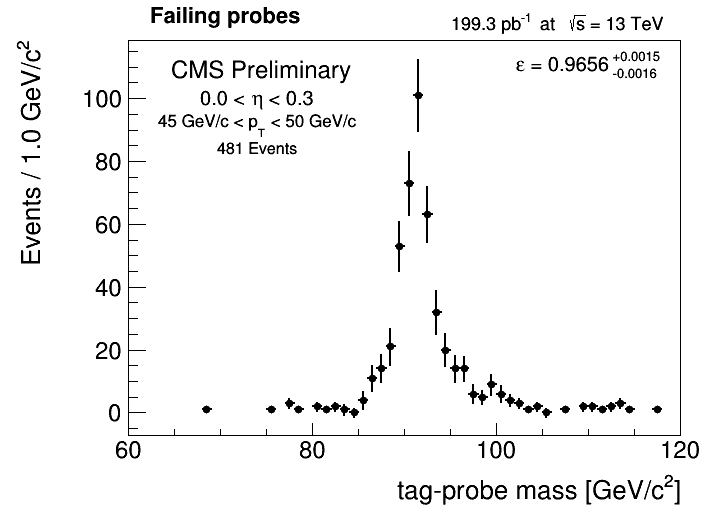 Failing probes
199.3 pb⁻¹ at √s = 13 TeV
CMS Preliminary
0.0 < η < 0.3
45 GeV/c < p_T < 50 GeV/c
481 Events
ε = 0.9656 +0.0015 -0.0016
Events / 1.0 GeV/c²
100
80
60
40
20
0
60 80 100 120
tag-probe mass [GeV/c²]